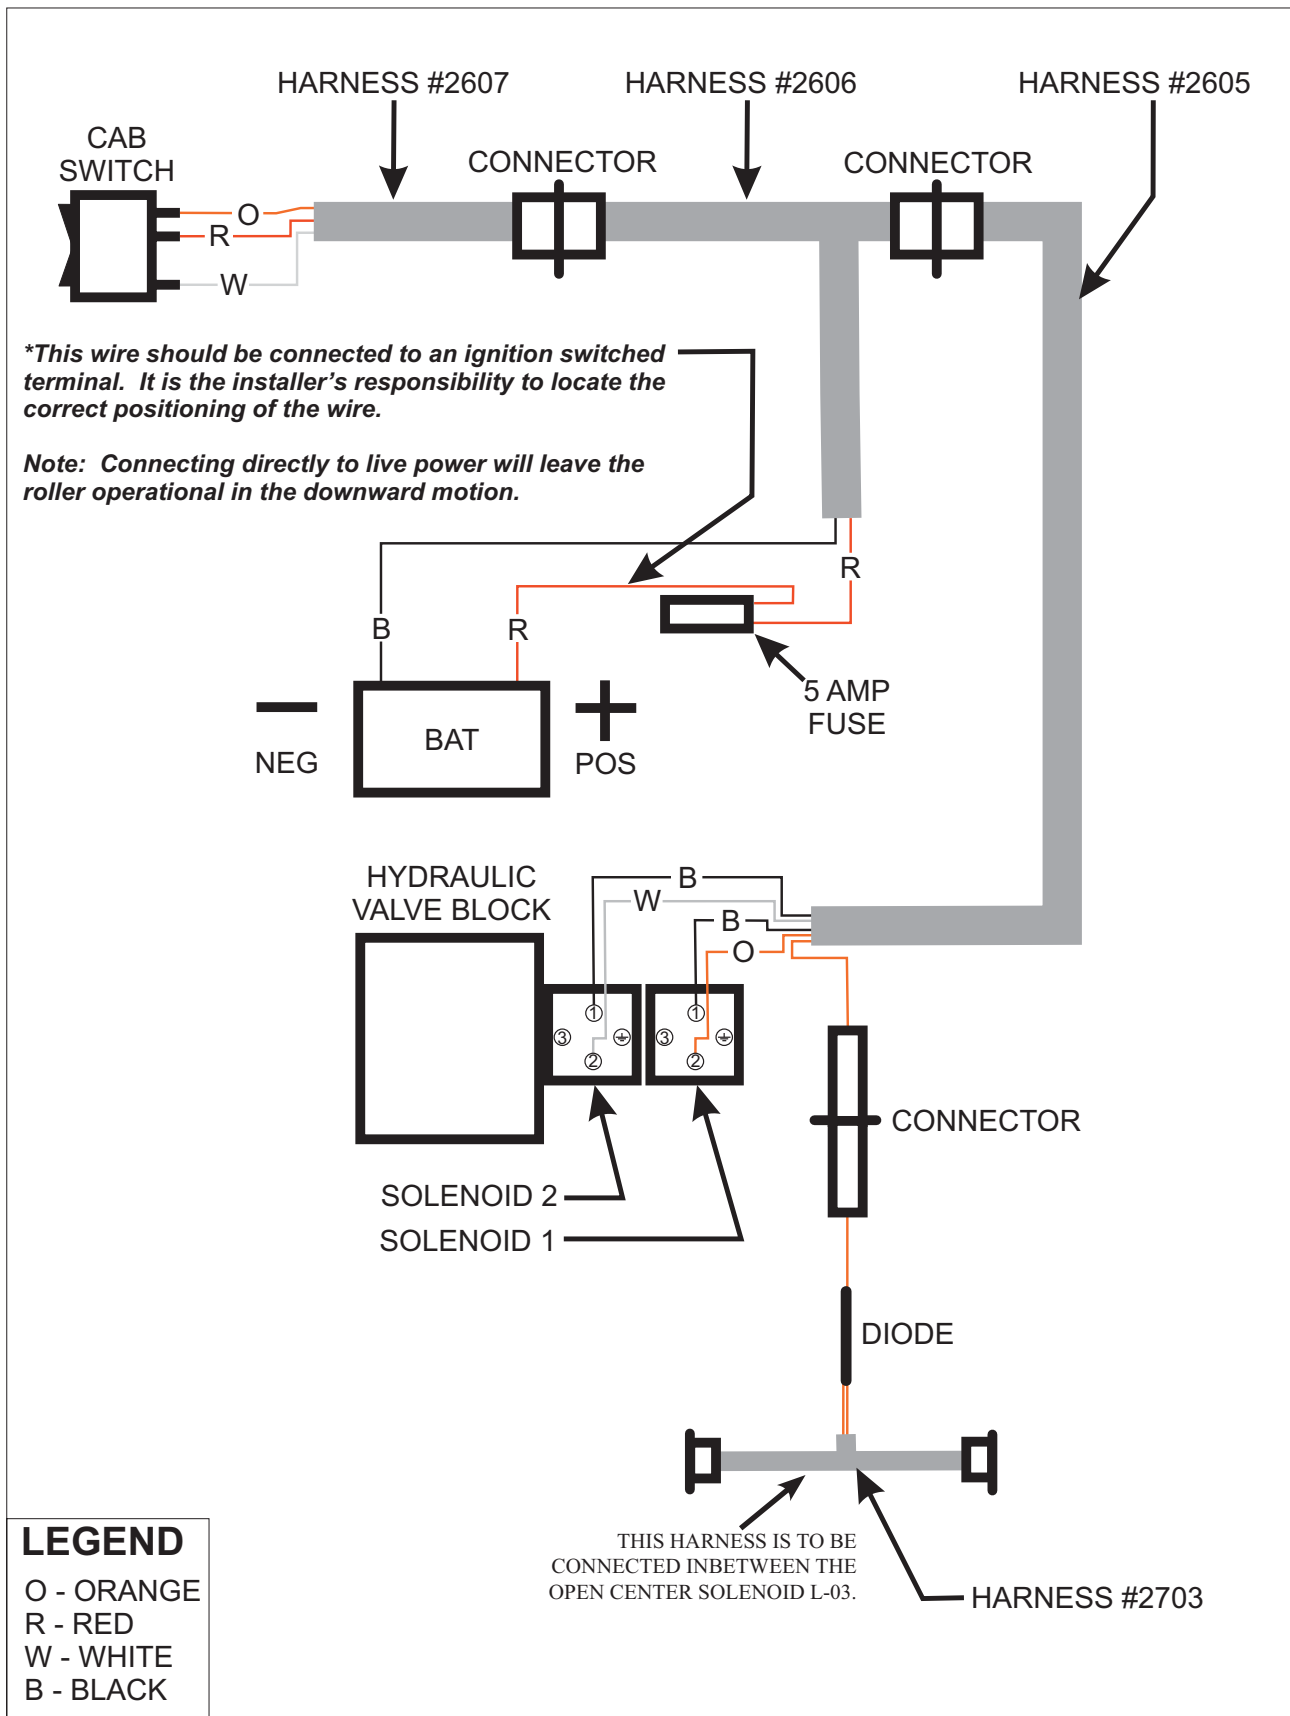 HARNESS #2607
HARNESS #2606
HARNESS #2605
CAB
SWITCH
CONNECTOR
CONNECTOR
O
R
W
*This wire should be connected to an ignition switched
terminal.  It is the installer's responsibility to locate the
correct positioning of the wire.
Note:  Connecting directly to live power will leave the
roller operational in the downward motion.
R
B
R
5 AMP
FUSE
NEG
BAT
POS
HYDRAULIC
VALVE BLOCK
B
W
B
O
1
3
2
1
3
2
CONNECTOR
SOLENOID 2
SOLENOID 1
DIODE
THIS HARNESS IS TO BE
CONNECTED INBETWEEN THE
OPEN CENTER SOLENOID L-03.
HARNESS #2703
LEGEND
O - ORANGE
R - RED
W - WHITE
B - BLACK